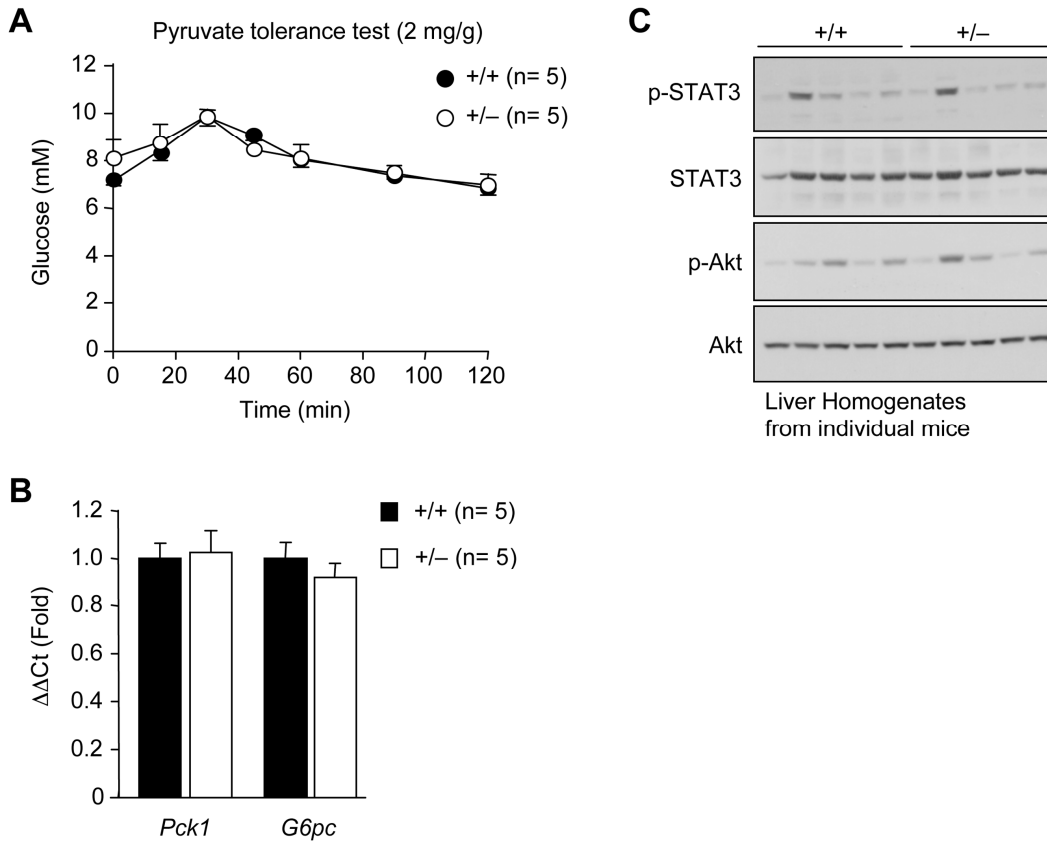 A
Pyruvate tolerance test (2 mg/g)
12
10
8
6
4
2
0
Glucose (mM)
0 20 40 60 80 100 120
Time (min)
+/+ (n= 5)
+/– (n= 5)
B
1.2
1.0
0.8
0.6
0.4
0.2
0
ΔΔCt (Fold)
Pck1 G6pc
+/+ (n= 5)
+/– (n= 5)
C
+/+ +/–
p-STAT3
STAT3
p-Akt
Akt
Liver Homogenates
from individual mice